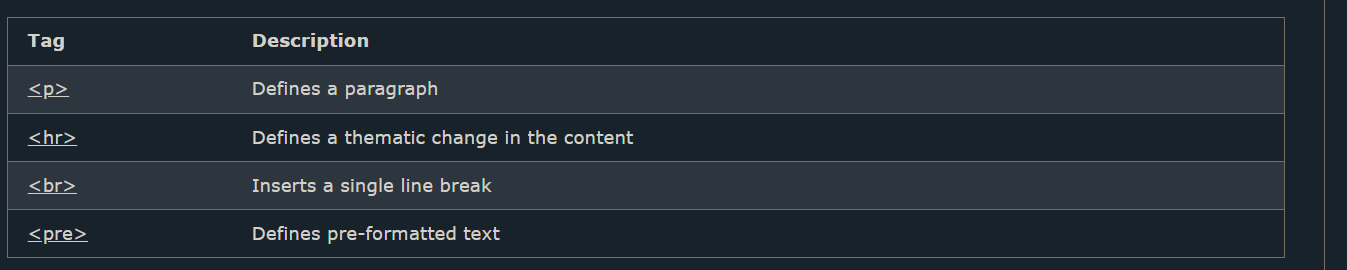 Tag Description
<p> Defines a paragraph
<hr> Defines a thematic change in the content
<br> Inserts a single line break
<pre> Defines pre-formatted text